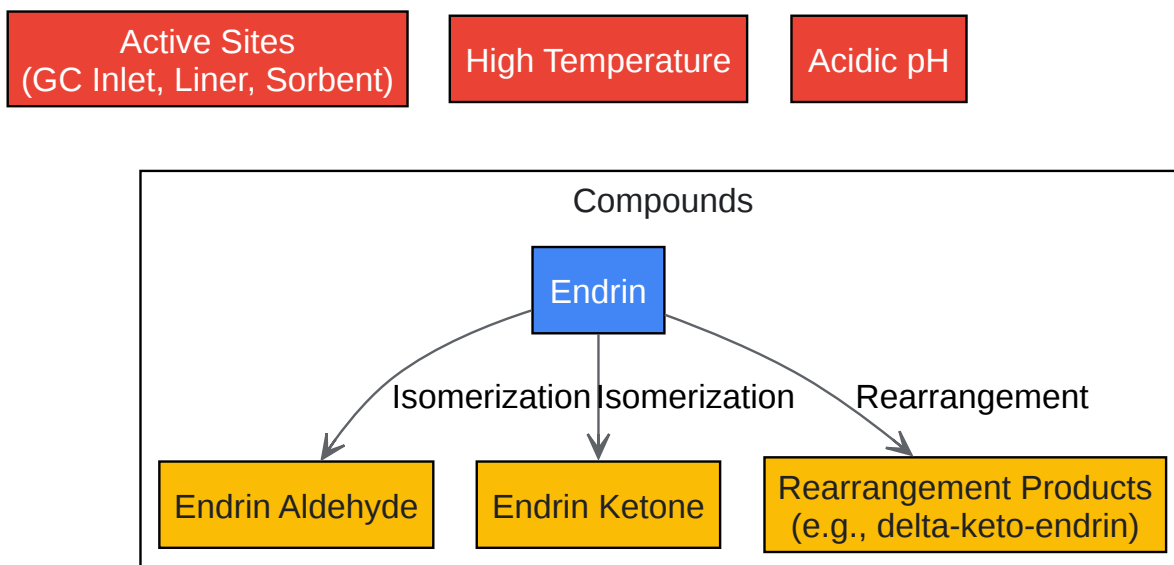 Active Sites
(GC Inlet, Liner, Sorbent)
High Temperature
Acidic pH
Compounds
Endrin
Isomerization
Isomerization
Rearrangement
Endrin Aldehyde
Endrin Ketone
Rearrangement Products
(e.g., delta-keto-endrin)